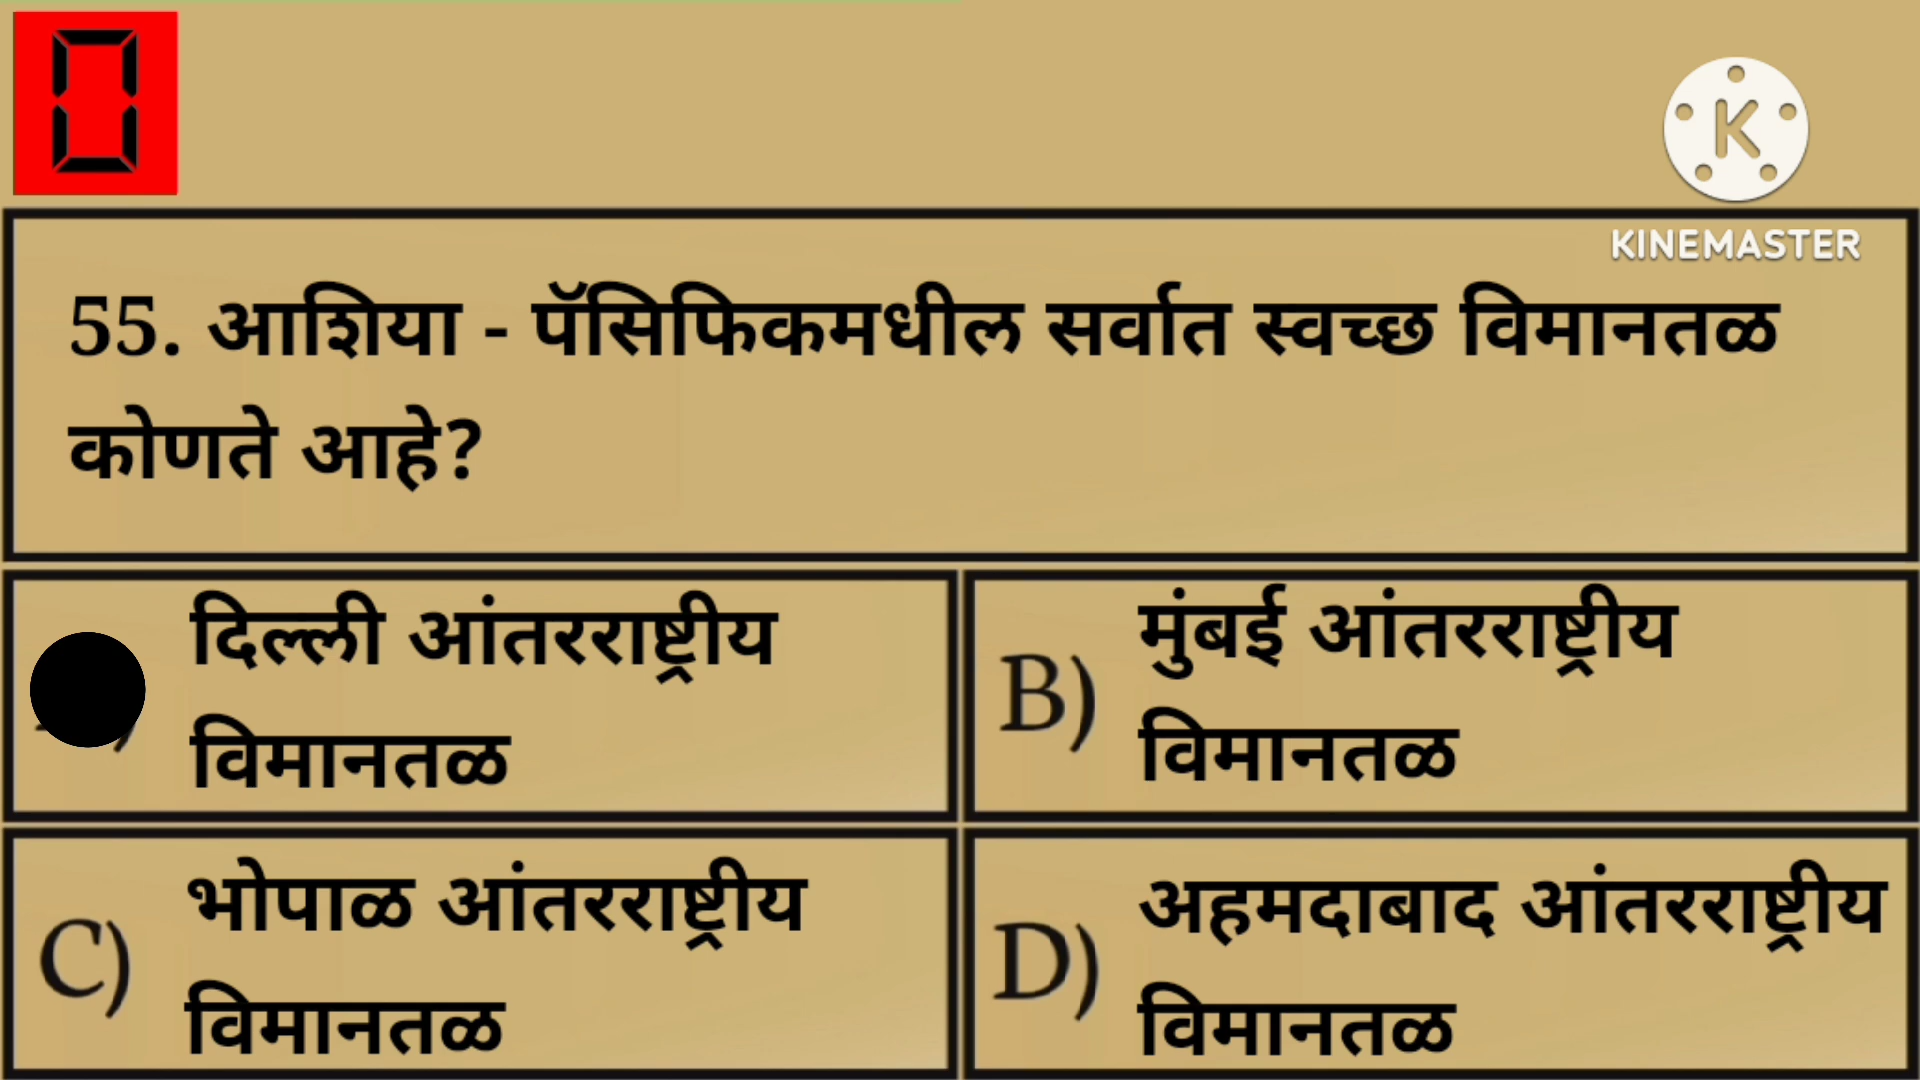 0
K
KINEMASTER
55. आशिया - पॅसिफिकमधील सर्वात स्वच्छ विमानतळ
कोणते आहे?
दिल्ली आंतरराष्ट्रीय
विमानतळ
B) मुंबई आंतरराष्ट्रीय
विमानतळ
C) भोपाळ आंतरराष्ट्रीय
विमानतळ
D) अहमदाबाद आंतरराष्ट्रीय
विमानतळ